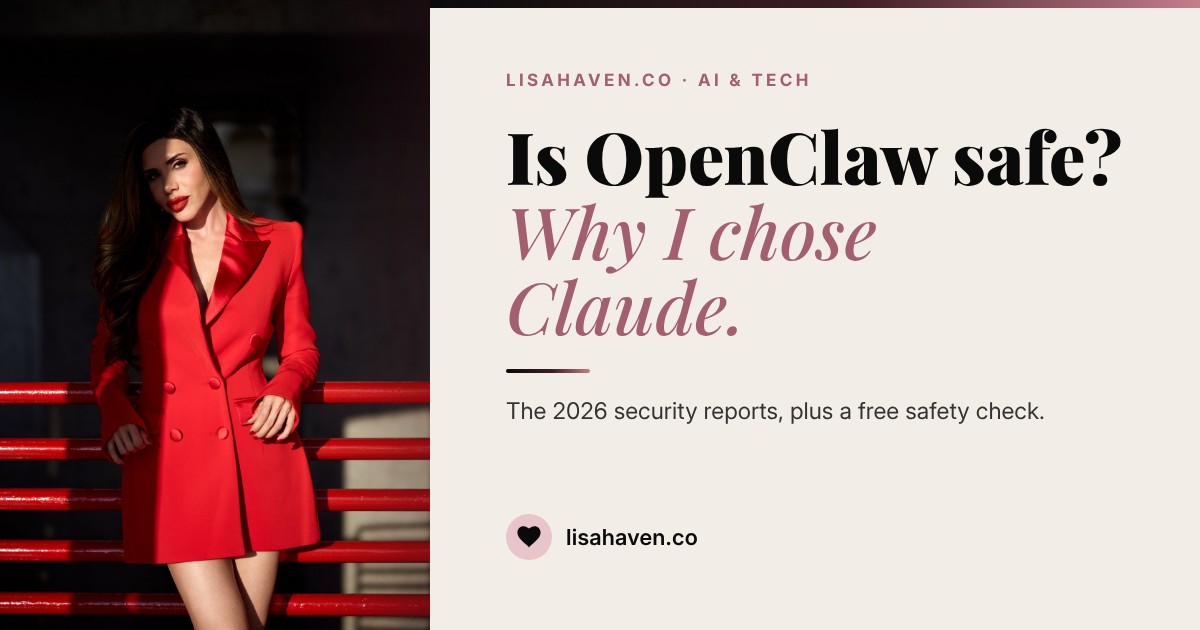 LISAHAVEN.CO · AI & TECH
Is OpenClaw safe?
Why I chose
Claude.
The 2026 security reports, plus a free safety check.
lisahaven.co